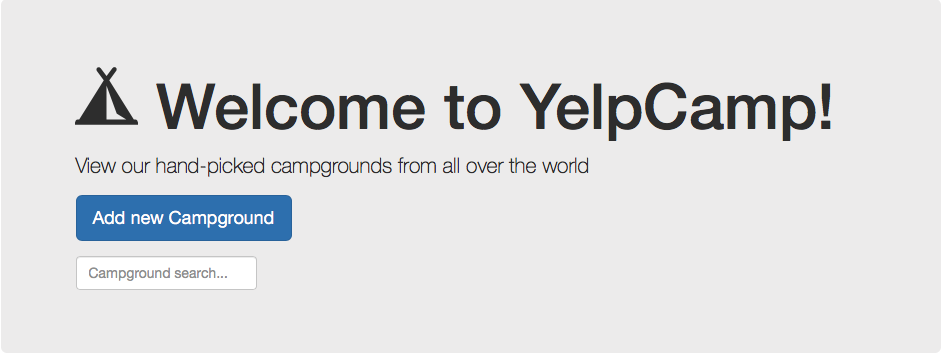 Welcome to YelpCamp!
View our hand-picked campgrounds from all over the world
Add new Campground
Campground search...